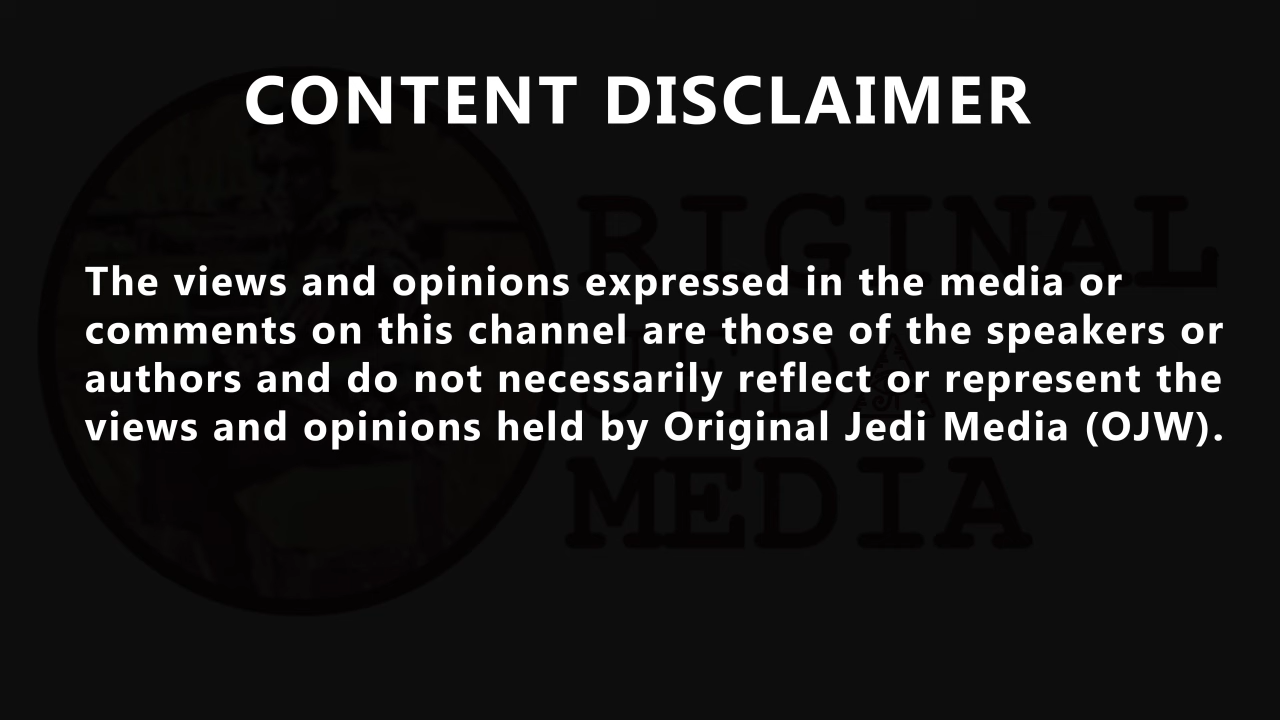 CONTENT DISCLAIMER
RIGINAL
The views and opinions expressed in the media or
comments on this channel are those of the speakers or
authors and do not necessarily reflect or represent the
views and opinions held by Original Jedi Media (OJW).
MEDIA